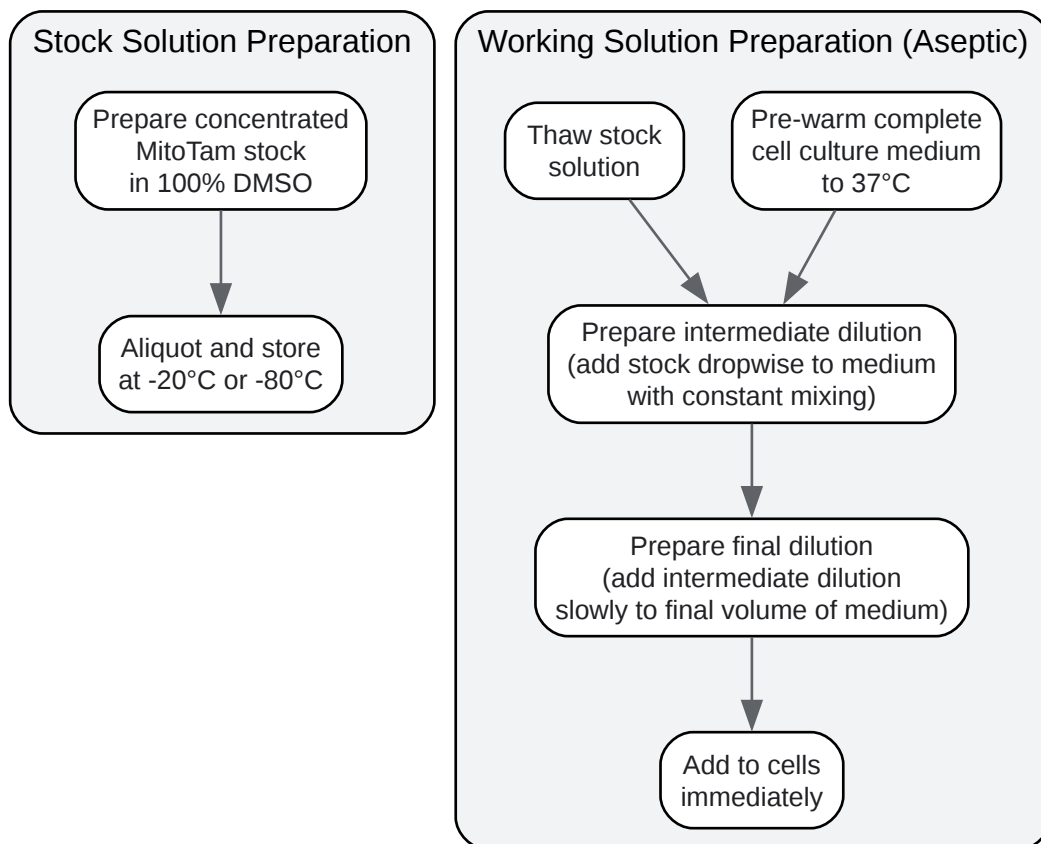 Stock Solution Preparation
Prepare concentrated
MitoTam stock
in 100% DMSO
Aliquot and store
at -20°C or -80°C
Working Solution Preparation (Aseptic)
Thaw stock
solution
Pre-warm complete
cell culture medium
to 37°C
Prepare intermediate dilution
(add stock dropwise to medium
with constant mixing)
Prepare final dilution
(add intermediate dilution
slowly to final volume of medium)
Add to cells
immediately